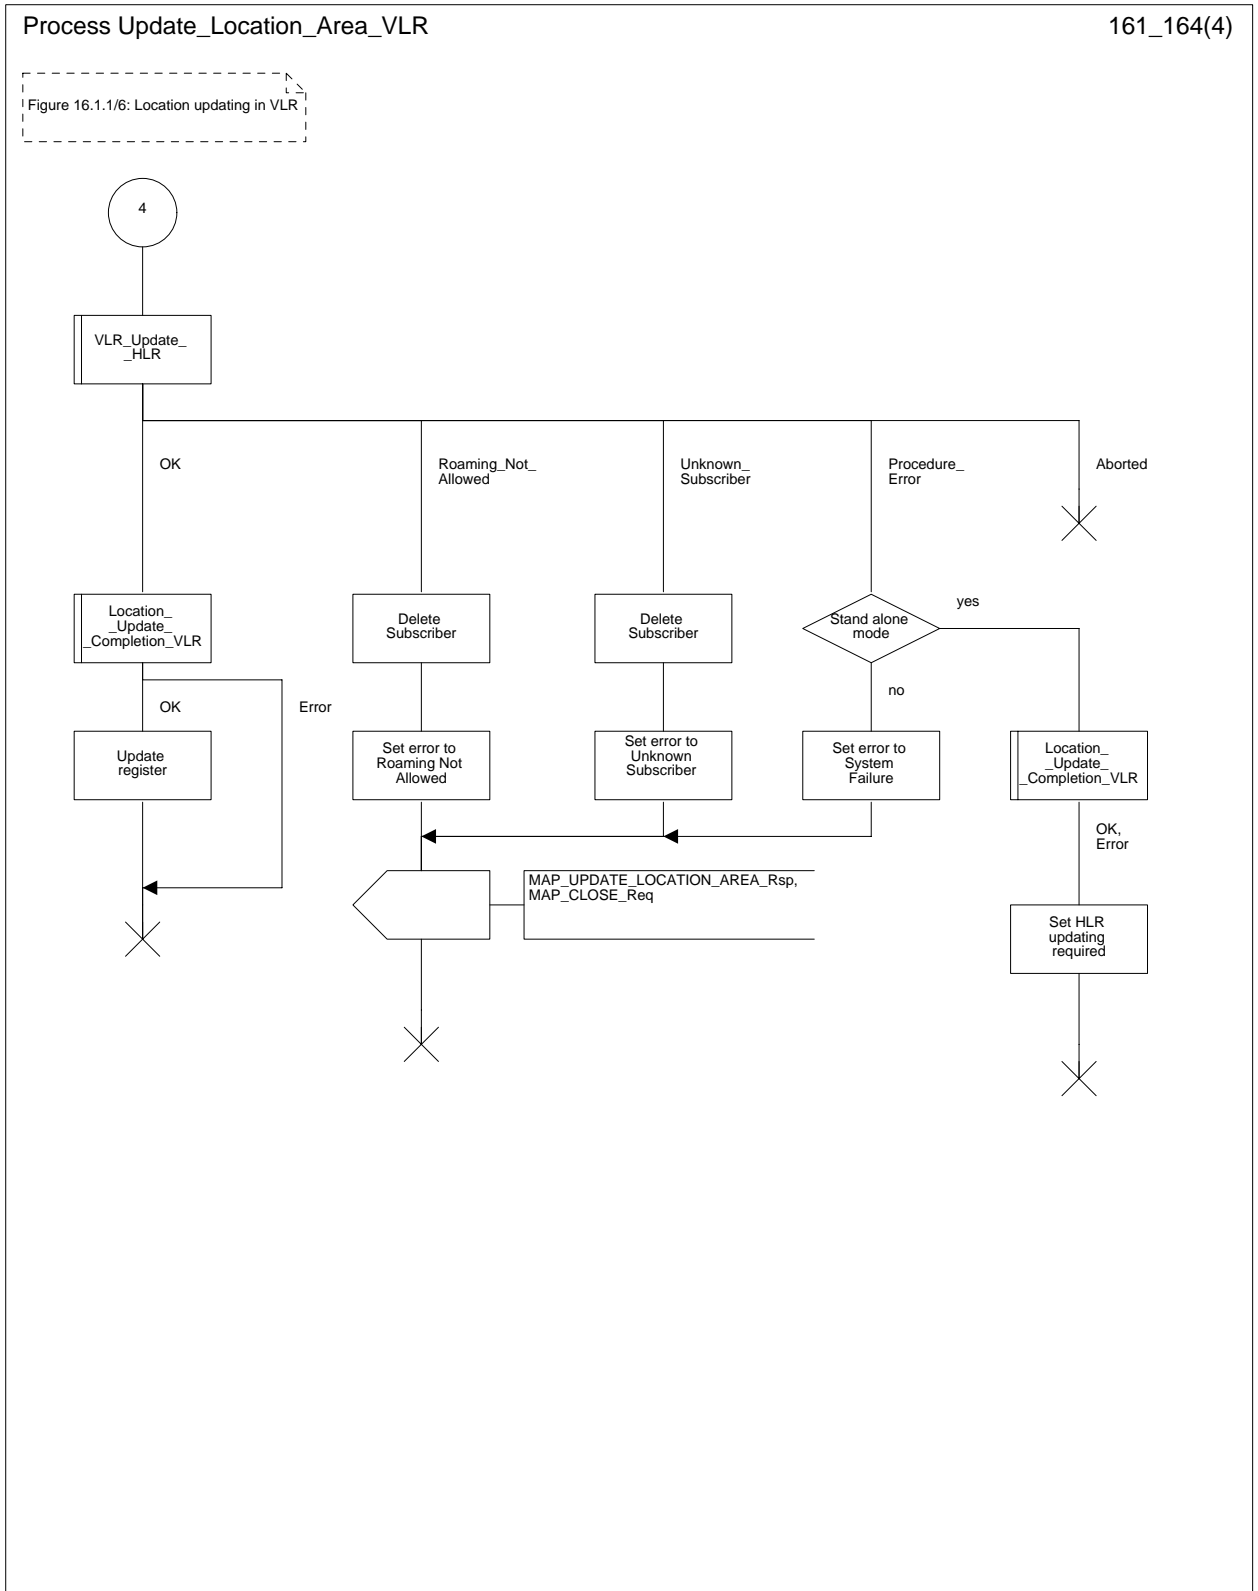 Process Update_Location_Area_VLR
161_164(4)
Figure 16.1.1/6: Location updating in VLR
4
VLR_Update_
_HLR
OK
Roaming_Not_
Allowed
Unknown_
Subscriber
Procedure_
Error
Aborted
Location_
_Update_
_Completion_VLR
Delete
Subscriber
Delete
Subscriber
Stand alone
mode
yes
no
OK
Error
Update
register
Set error to
Roaming Not
Allowed
Set error to
Unknown
Subscriber
Set error to
System
Failure
Location_
_Update_
_Completion_VLR
OK,
Error
MAP_UPDATE_LOCATION_AREA_Rsp,
MAP_CLOSE_Req
Set HLR
updating
required